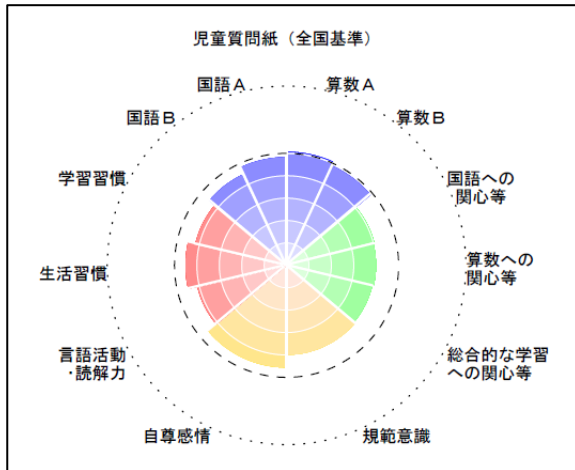 児童質問紙（全国基準）
国語Ａ
算数Ａ
国語Ｂ
算数Ｂ
学習習慣
国語への
関心等
生活習慣
算数への
関心等
言語活動
・読解力
総合的な学習
への関心等
自尊感情
規範意識